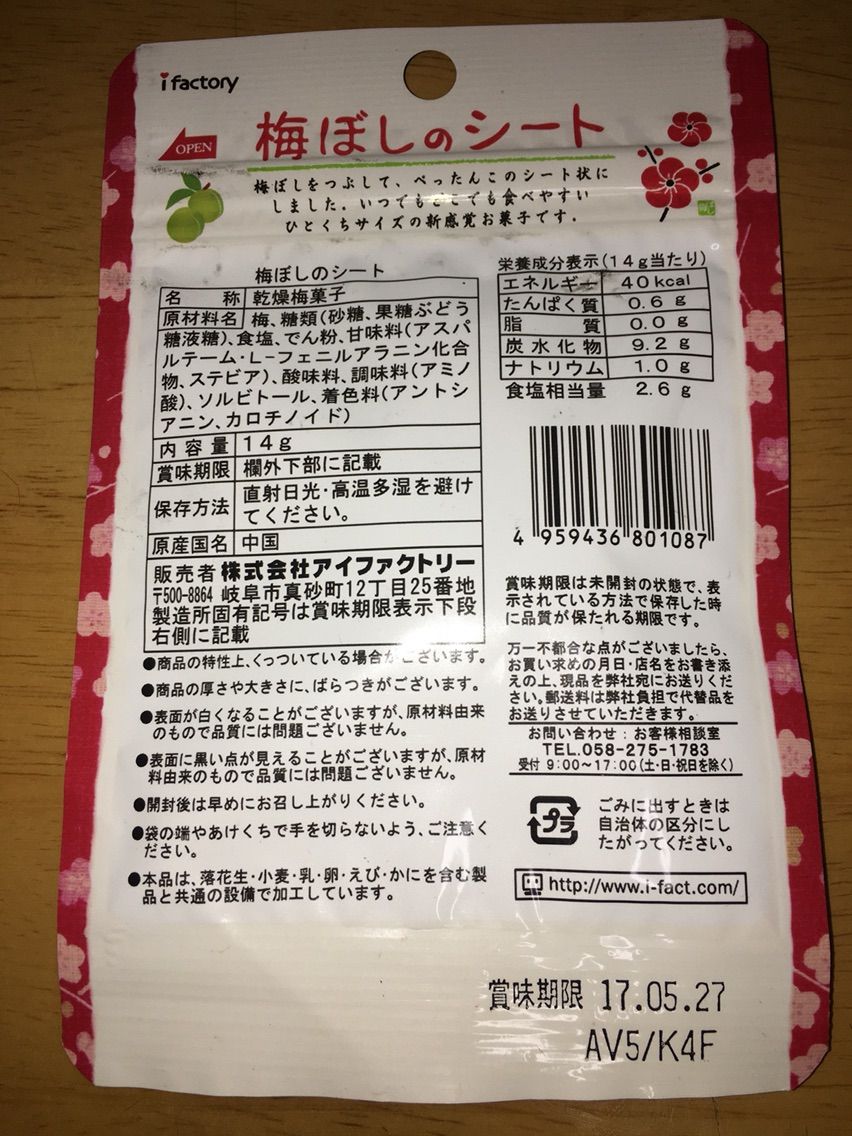 i factory
OPEN
梅ぼしのシート
梅ぼしをつぶして、ぺったんこのシート状に
しました。いつでもどこでも食べやすい
ひとくちサイズの新感覚お菓子です。
梅ぼしのシート
名称 乾燥梅菓子
原材料名 梅、糖類(砂糖、果糖ぶどう
糖液糖)、食塩、でん粉、甘味料(アスパ
ルテーム・L-フェニルアラニン化合
物、ステビア)、酸味料、調味料(アミノ
酸)、ソルビトール、着色料(アントシ
アニン、カロチノイド)
内容量 14g
賞味期限 欄外下部に記載
保存方法 直射日光・高温多湿を避け
てください。
原産国名 中国
販売者 株式会社アイファクトリー
〒500-8864 岐阜市真砂町12丁目25番地
製造所固有記号は賞味期限表示下段
右側に記載
●商品の特性上、くっついている場合がございます。
●商品の厚さや大きさに、ばらつきがございます。
●表面が白くなることがございますが、原材料由来
のもので品質には問題ございません。
●表面に黒い点が見えることがございますが、原材
料由来のもので品質には問題ございません。
●開封後は早めにお召し上がりください。
●袋の端やあけくちで手を切らないよう、ご注意く
ださい。
●本品は、落花生・小麦・乳・卵・えび・かにを含む製
品と共通の設備で加工しています。
栄養成分表示(14g当たり)
エネルギー 40kcal
たんぱく質 0.6g
脂質 0.0g
炭水化物 9.2g
ナトリウム 1.0g
食塩相当量 2.6g
4 959436 801087
賞味期限は未開封の状態で、表
示されている方法で保存した時
に品質が保たれる期限です。
万一不都合な点がございましたら、
お買い求めの月日・店名をお書き添
えの上、現品を弊社宛にお送りくだ
さい。郵送料は弊社負担で代替品を
お送りさせていただきます。
お問い合わせ:お客様相談室
TEL.058-275-1783
受付 9:00~17:00(土・日・祝日を除く)
プラ
ごみに出すときは
自治体の区分にし
たがってください。
http://www.i-fact.com/
賞味期限 17.05.27
AV5/K4F